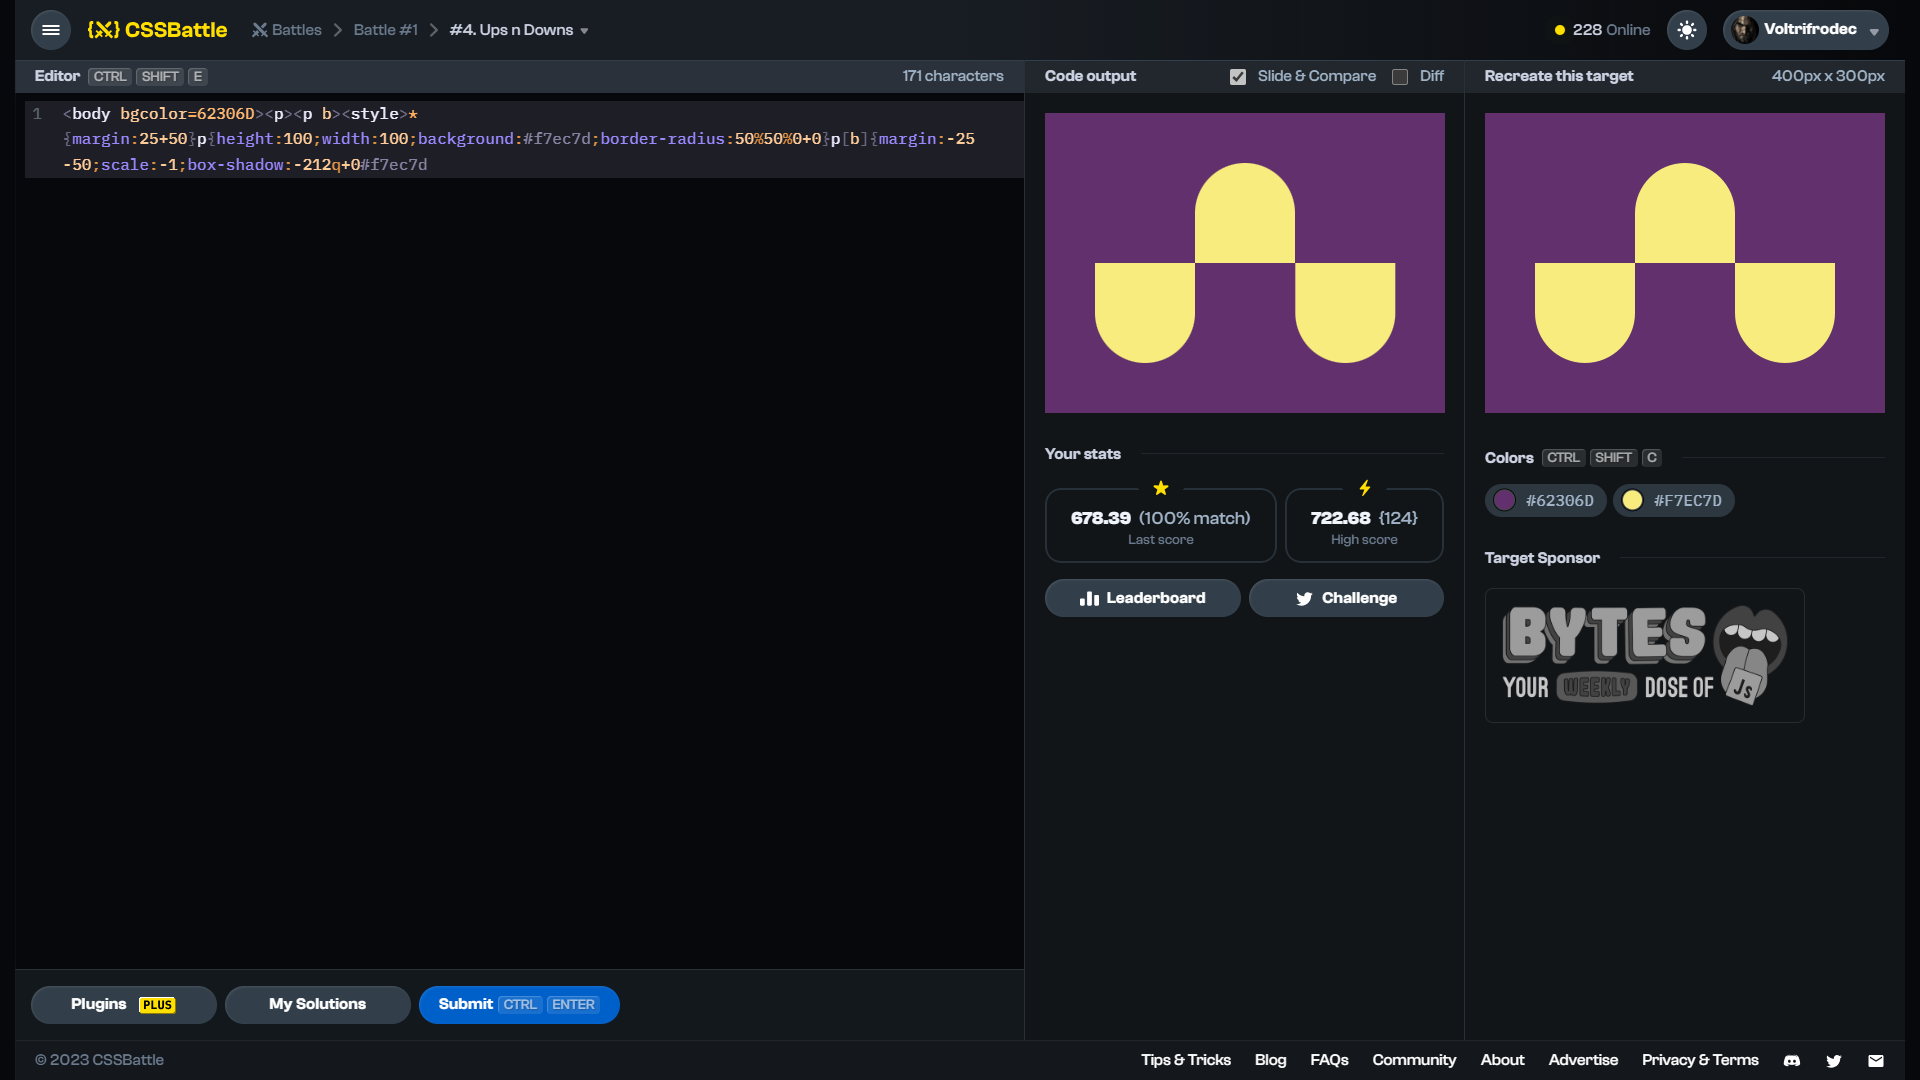 {X} CSSBattle
Battles
Battle #1
#4. Ups n Downs
228 Online
Voltrifrodec
Editor CTRL SHIFT E
171 characters
Code output
Slide & Compare
Diff
Recreate this target
400px x 300px
1 <body bgcolor=62306D><p><p b><style>*
{margin:25+50}p{height:100;width:100;background:#f7ec7d;border-radius:50%50%0+0}p[b]{margin:-25
-50;scale:-1;box-shadow:-212q+0#f7ec7d
Your stats
678.39 (100% match)
Last score
722.68 {124}
High score
Leaderboard
Challenge
Colors CTRL SHIFT C
#62306D
#F7EC7D
Target Sponsor
BYTES
YOUR WEEKLY DOSE OF JS
Plugins PLUS
My Solutions
Submit CTRL ENTER
© 2023 CSSBattle
Tips & Tricks
Blog
FAQs
Community
About
Advertise
Privacy & Terms